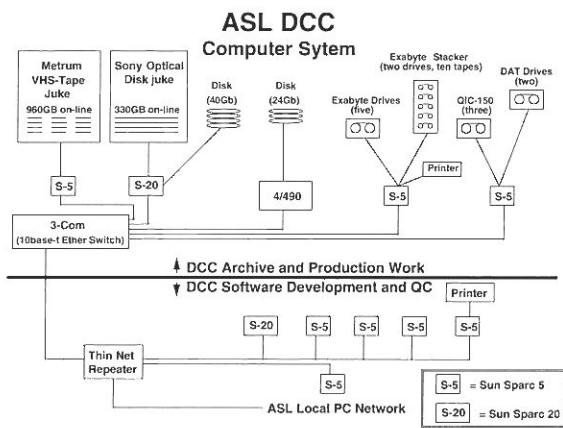 ASL DCC
Computer Sytem
Metrum
VHS-Tape
Juke
960GB on-line
Sony Optical
Disk juke
330GB on-line
Disk
(40Gb)
Disk
(24Gb)
Exabyte Drives
(five)
Exabyte Stacker
(two drives, ten tapes)
QIC-150
(three)
DAT Drives
(two)
Printer
S-5
S-20
4/490
S-5
S-5
3-Com
(10base-t Ether Switch)
DCC Archive and Production Work
DCC Software Development and QC
Printer
S-20
S-5
S-5
S-5
S-5
Thin Net
Repeater
S-5
ASL Local PC Network
S-5 = Sun Sparc 5
S-20 = Sun Sparc 20